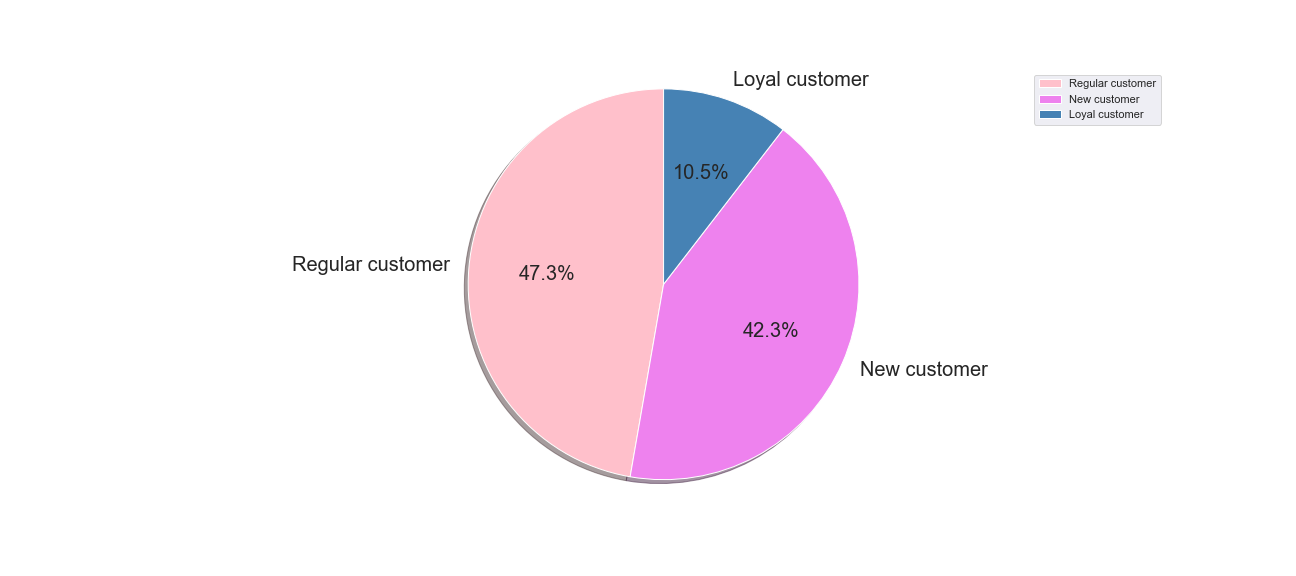 Loyal customer
Regular customer
New customer
Loyal customer
10.5%
Regular customer
47.3%
42.3%
New customer